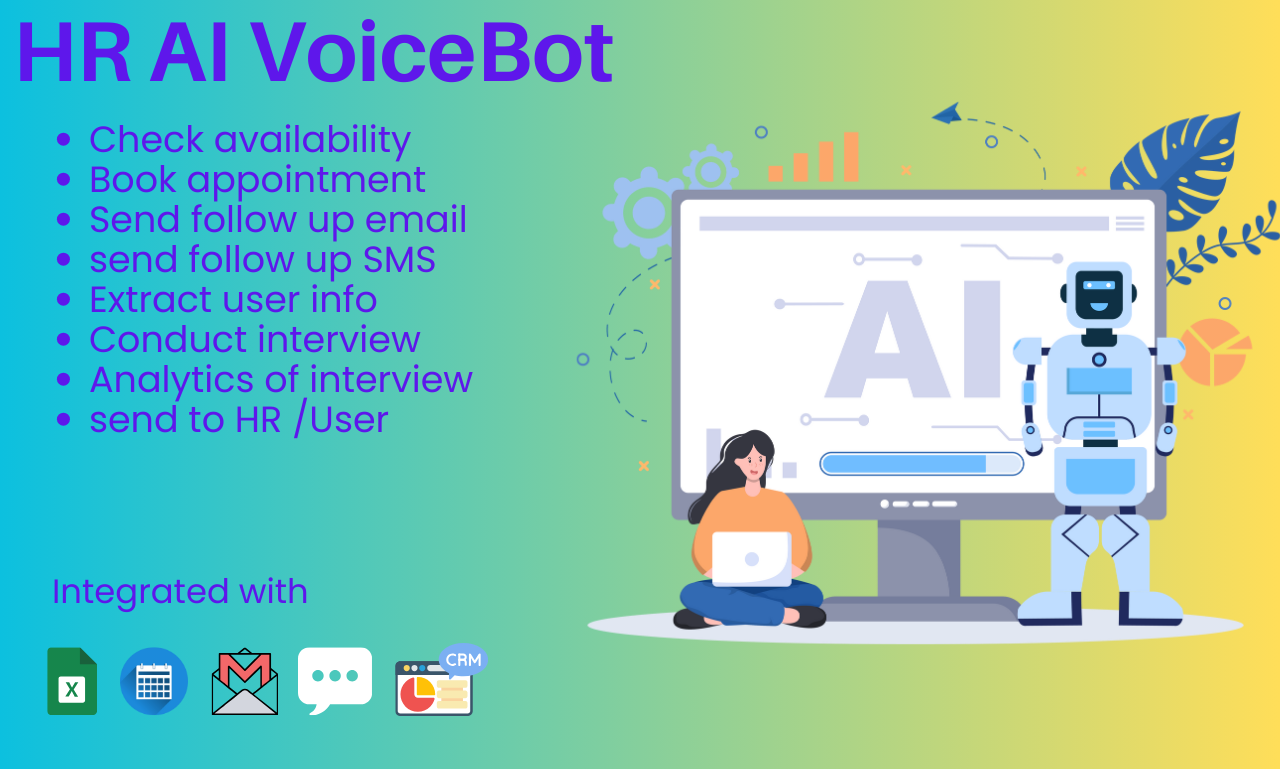 HR AI VoiceBot
• Check availability
• Book appointment
• Send follow up email
• send follow up SMS
• Extract user info
• Conduct interview
• Analytics of interview
• send to HR /User
AI
Integrated with
X
M
CRM